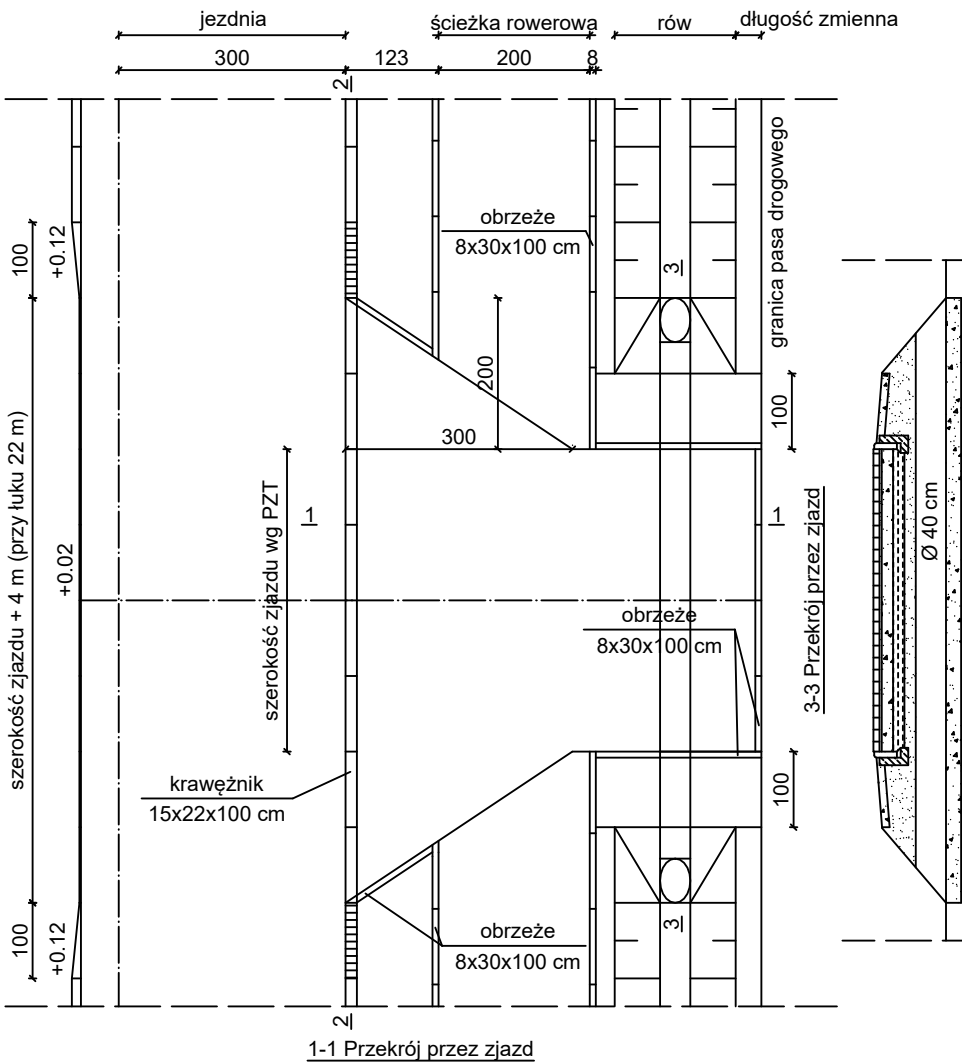 jezdnia
ścieżka rowerowa
rów
długość zmienna
300
123
200
8
2
100
+0.12
obrzeże
8x30x100 cm
3
granica pasa drogowego
200
100
300
szerokość zjazdu + 4 m (przy łuku 22 m)
+0.02
szerokość zjazdu wg PZT
1
1
Ø 40 cm
obrzeże
8x30x100 cm
3-3 Przekrój przez zjazd
krawężnik
15x22x100 cm
100
100
+0.12
obrzeże
8x30x100 cm
3
2
1-1 Przekrój przez zjazd